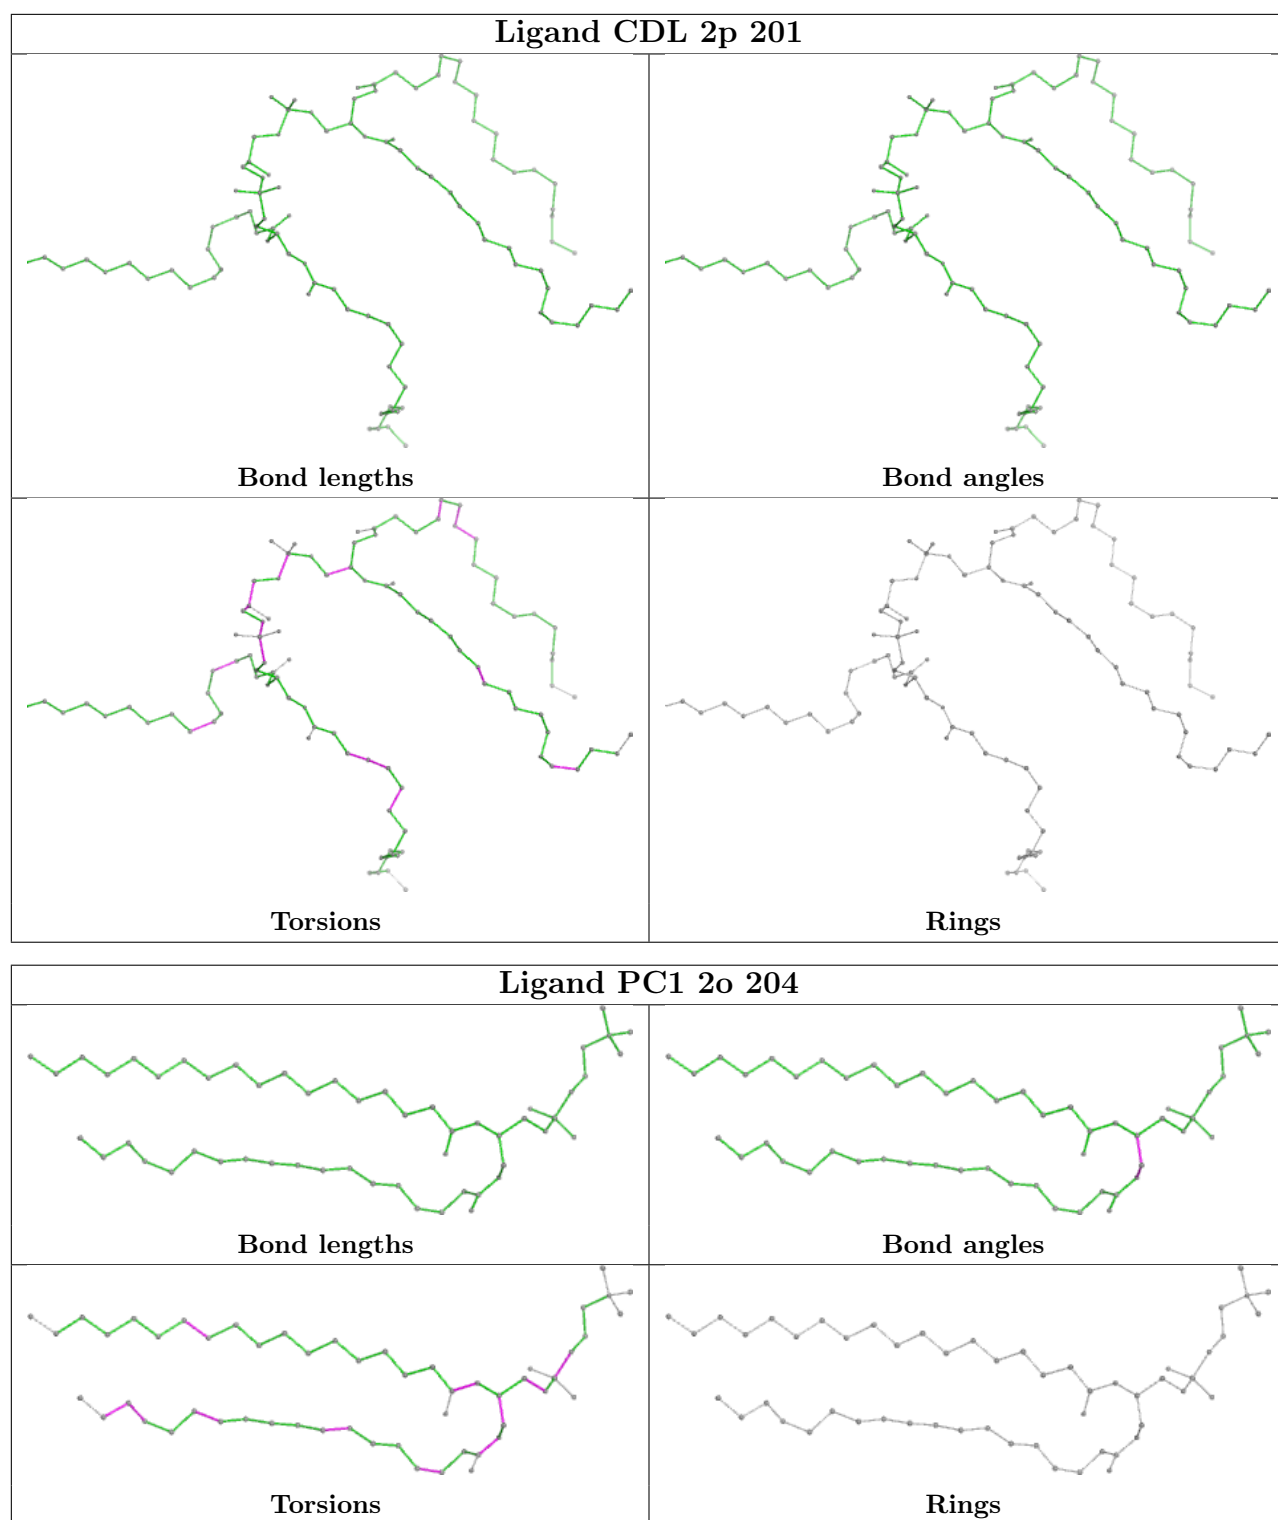 Ligand CDL 2p 201
Bond lengths
Bond angles
Torsions
Rings
Ligand PC1 2o 204
Bond lengths
Bond angles
Torsions
Rings